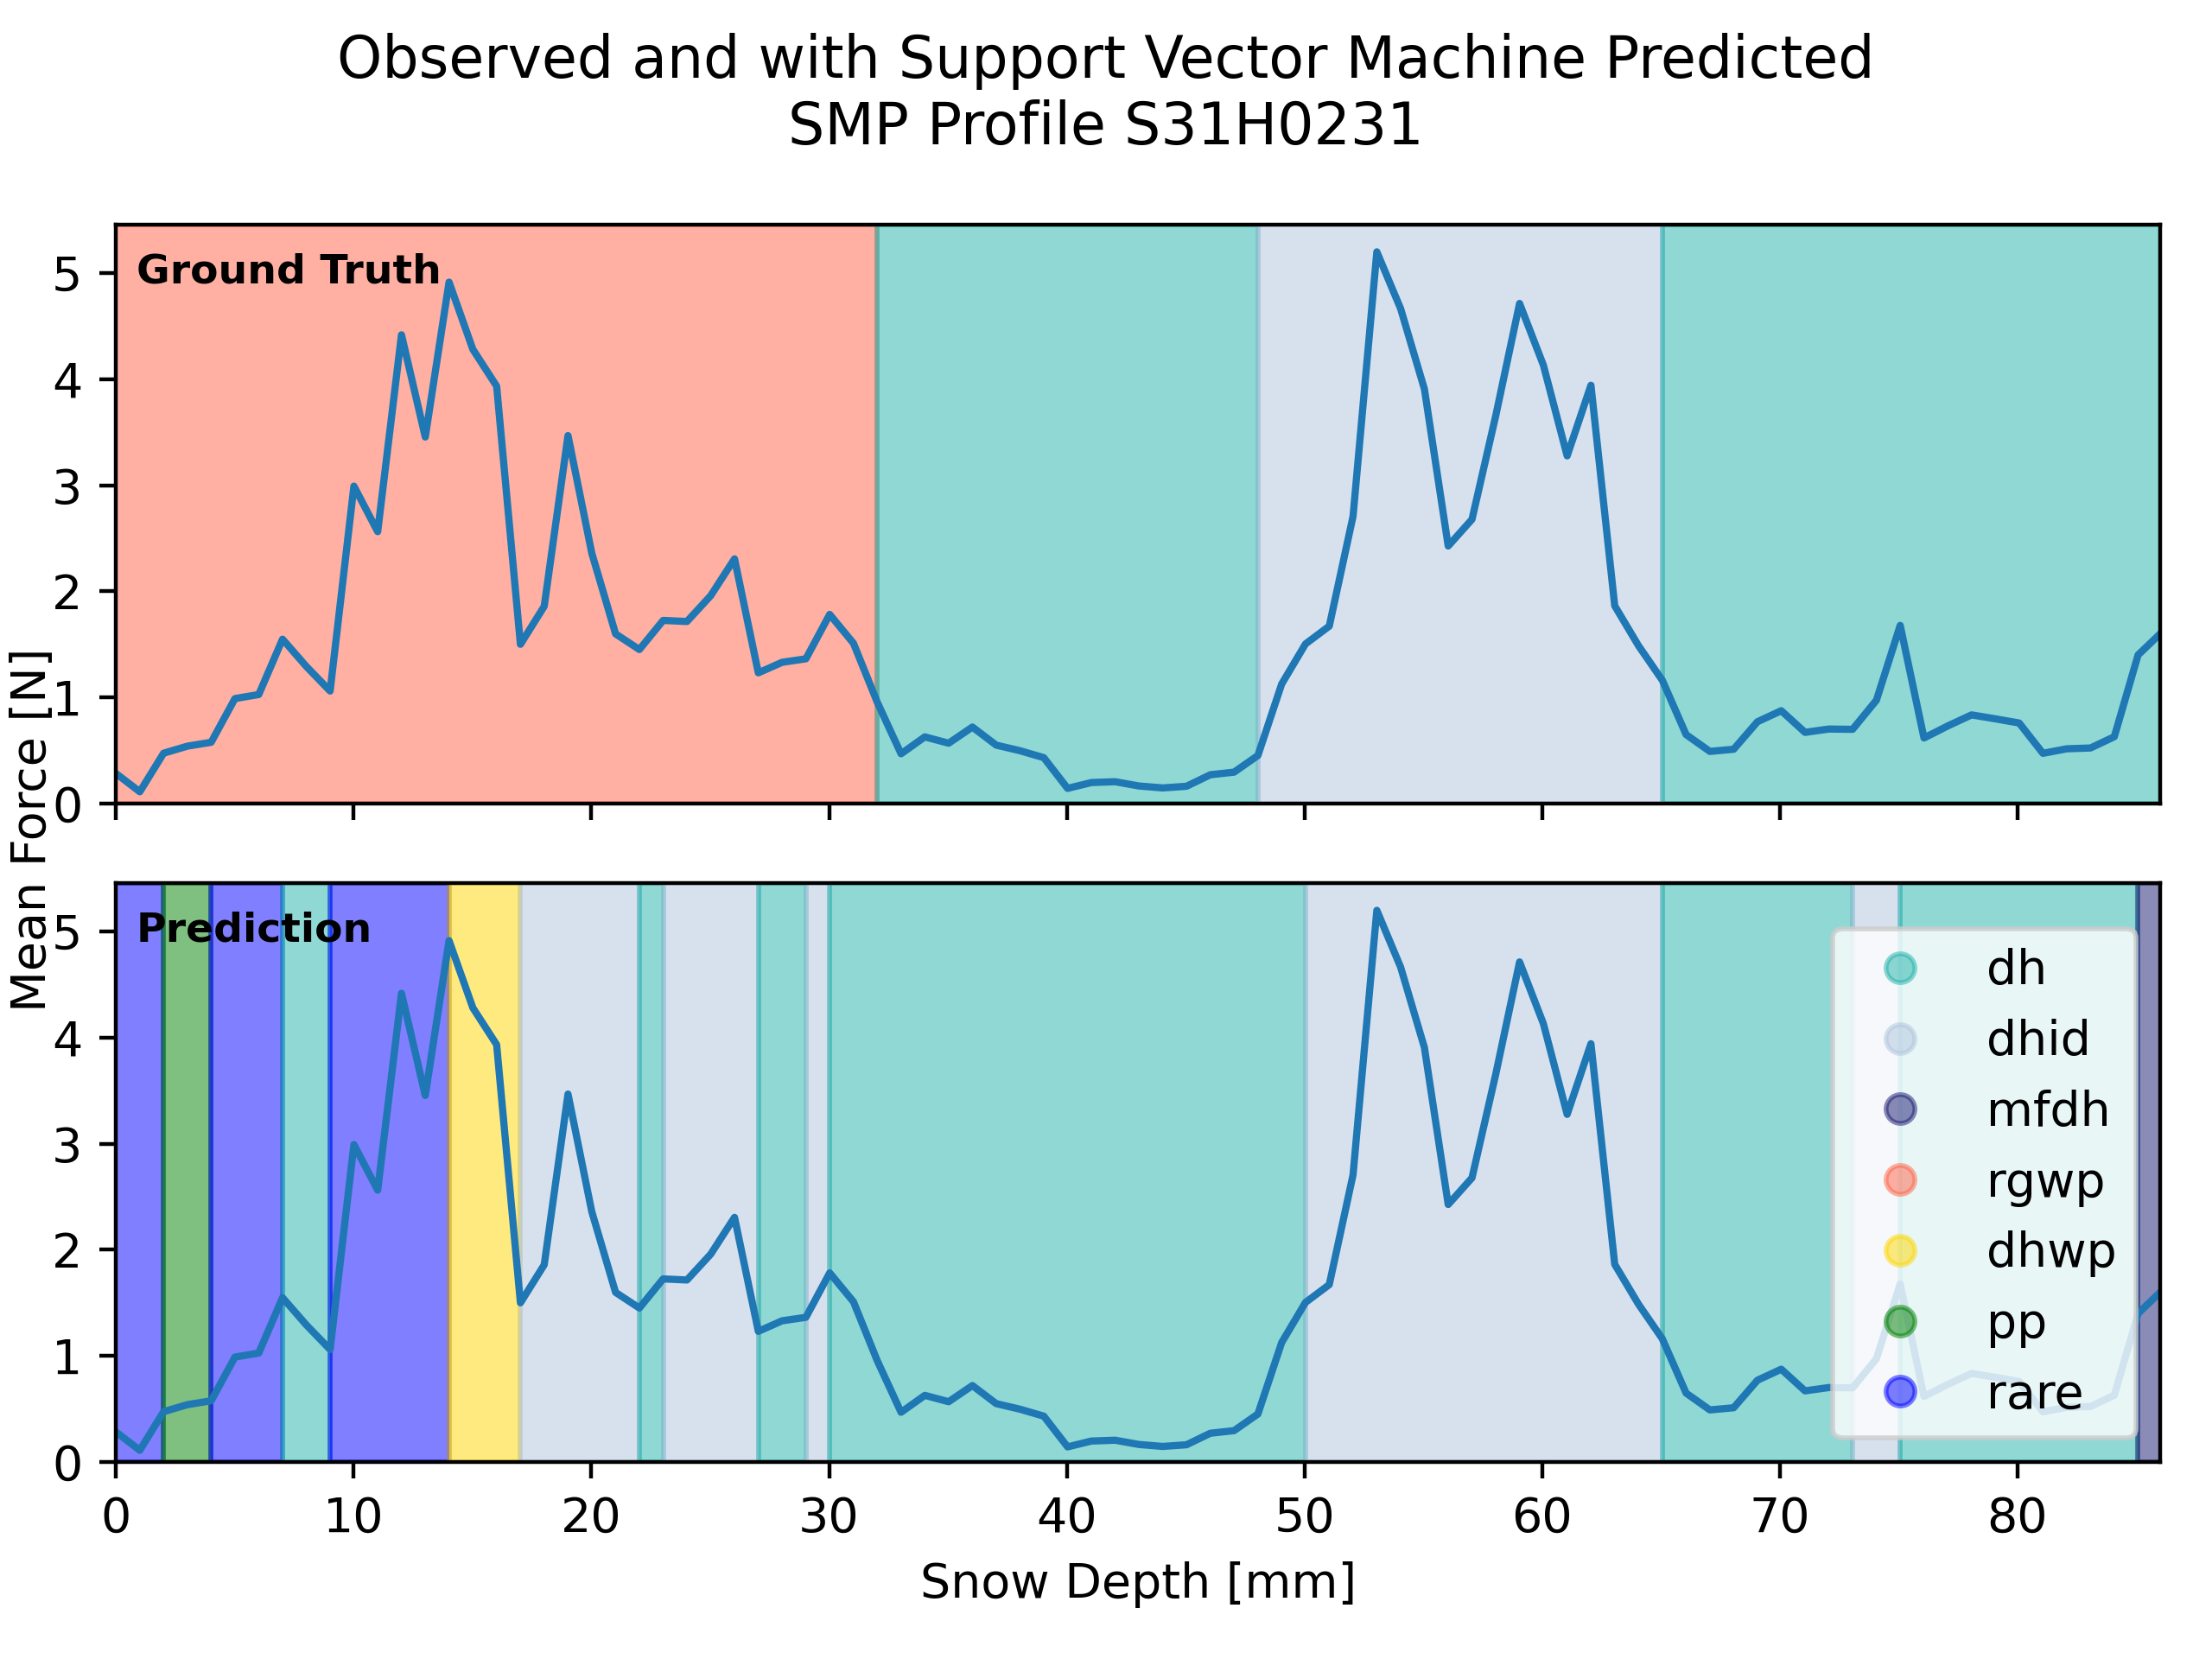 Observed and with Support Vector Machine Predicted
SMP Profile S31H0231
Mean Force [N]
Ground Truth
5
4
3
2
1
0
Prediction
5
4
3
2
1
0
dh
dhid
mfdh
rgwp
dhwp
pp
rare
0 10 20 30 40 50 60 70 80
Snow Depth [mm]